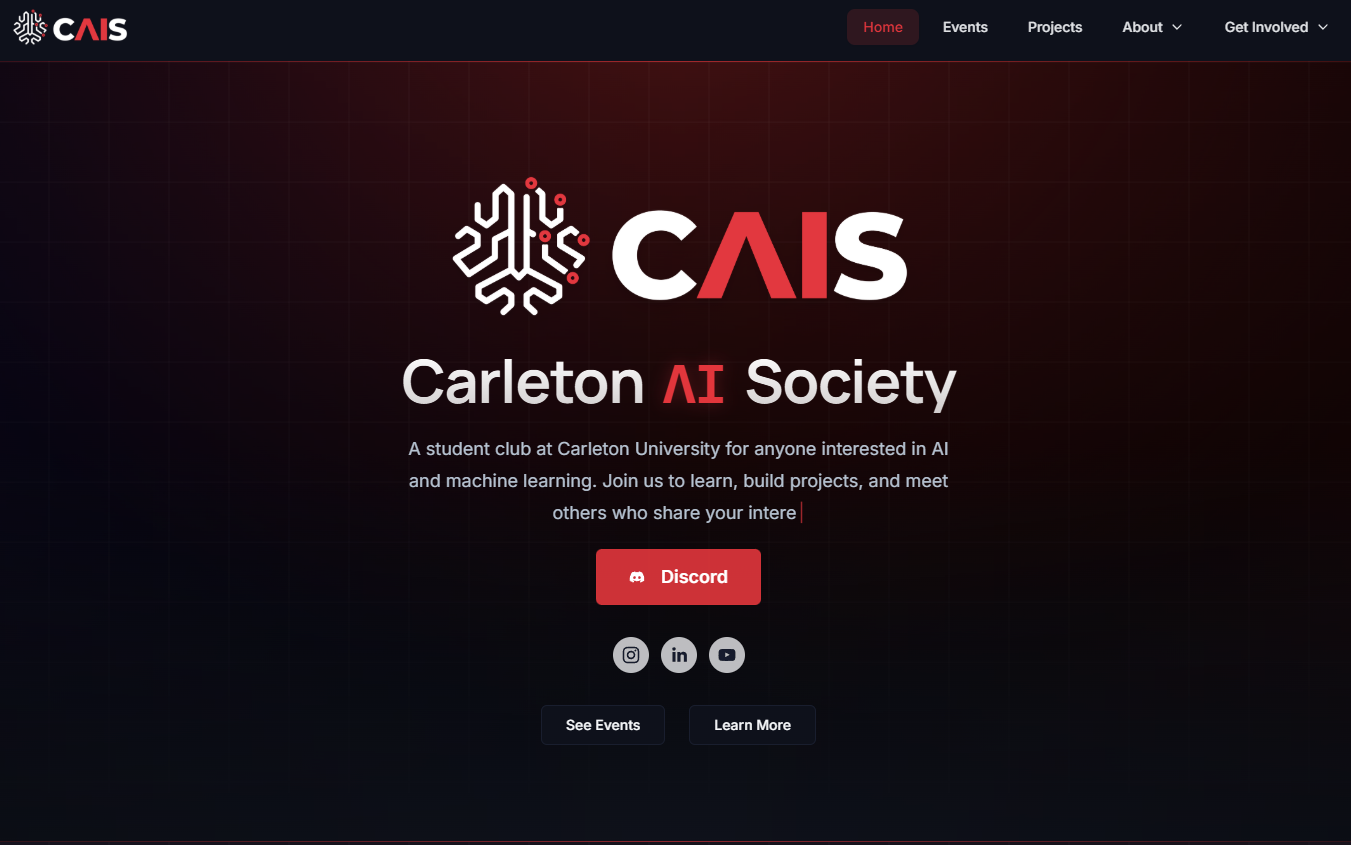 CAIS
Home Events Projects About Get Involved
CAIS
Carleton AI Society
A student club at Carleton University for anyone interested in AI
and machine learning. Join us to learn, build projects, and meet
others who share your intere
Discord
in
See Events Learn More